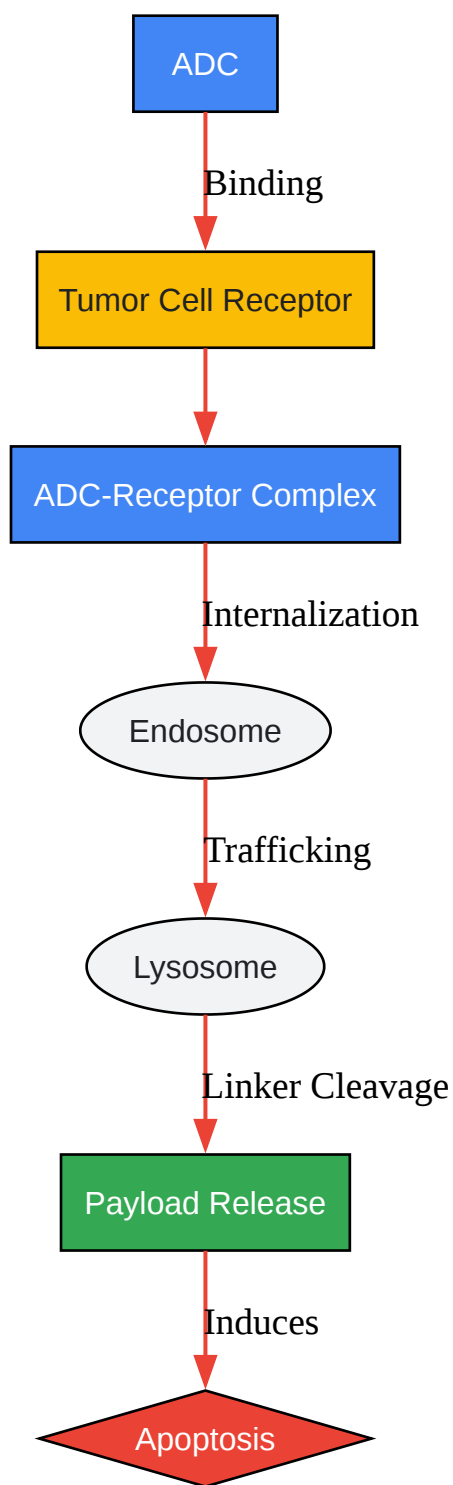 ADC
Binding
Tumor Cell Receptor
ADC-Receptor Complex
Internalization
Endosome
Trafficking
Lysosome
Linker Cleavage
Payload Release
Induces
Apoptosis